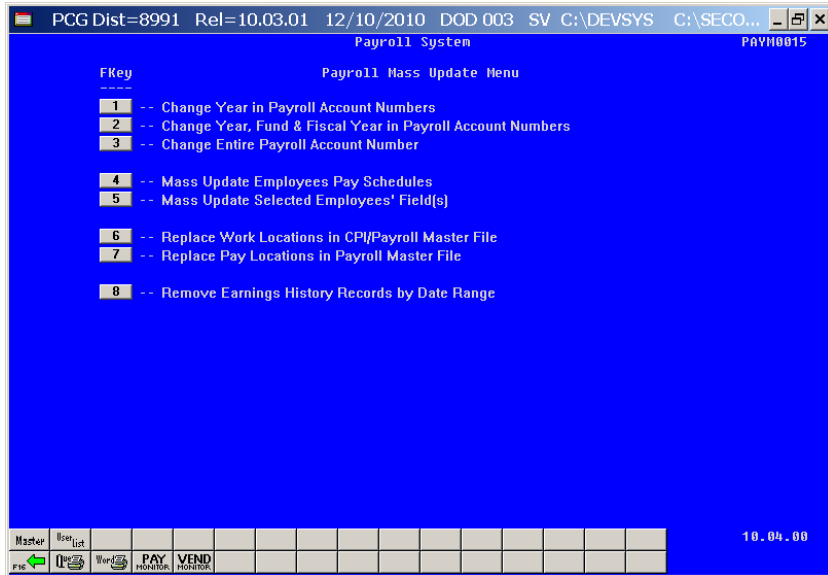 PCG Dist=8991 Rel=10.03.01 12/10/2010 DOD 003 SV C:\DEVSYS C:\SECO...
Payroll System PAYM0015
FKey Payroll Mass Update Menu
----
1 -- Change Year in Payroll Account Numbers
2 -- Change Year, Fund & Fiscal Year in Payroll Account Numbers
3 -- Change Entire Payroll Account Number
4 -- Mass Update Employees Pay Schedules
5 -- Mass Update Selected Employees' Field(s)
6 -- Replace Work Locations in CPI/Payroll Master File
7 -- Replace Pay Locations in Payroll Master File
8 -- Remove Earnings History Records by Date Range
Master User list 10.04.00
F16 Que Word PAY MONITOR VEND MONITOR